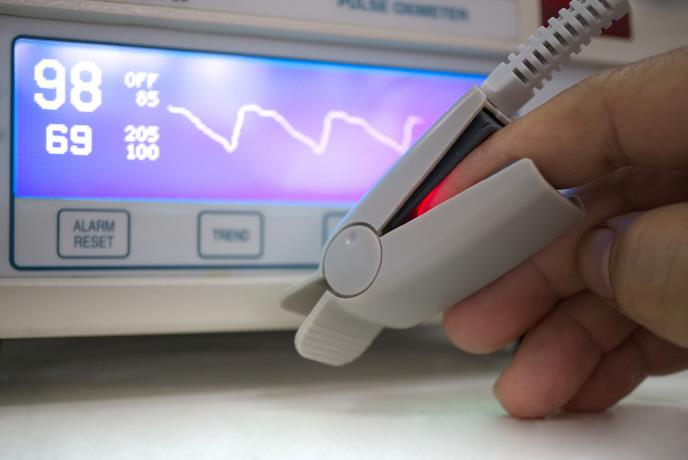 PULSE OXIMETER
98 OFF
85
69 205
100
ALARM
RESET
TREND